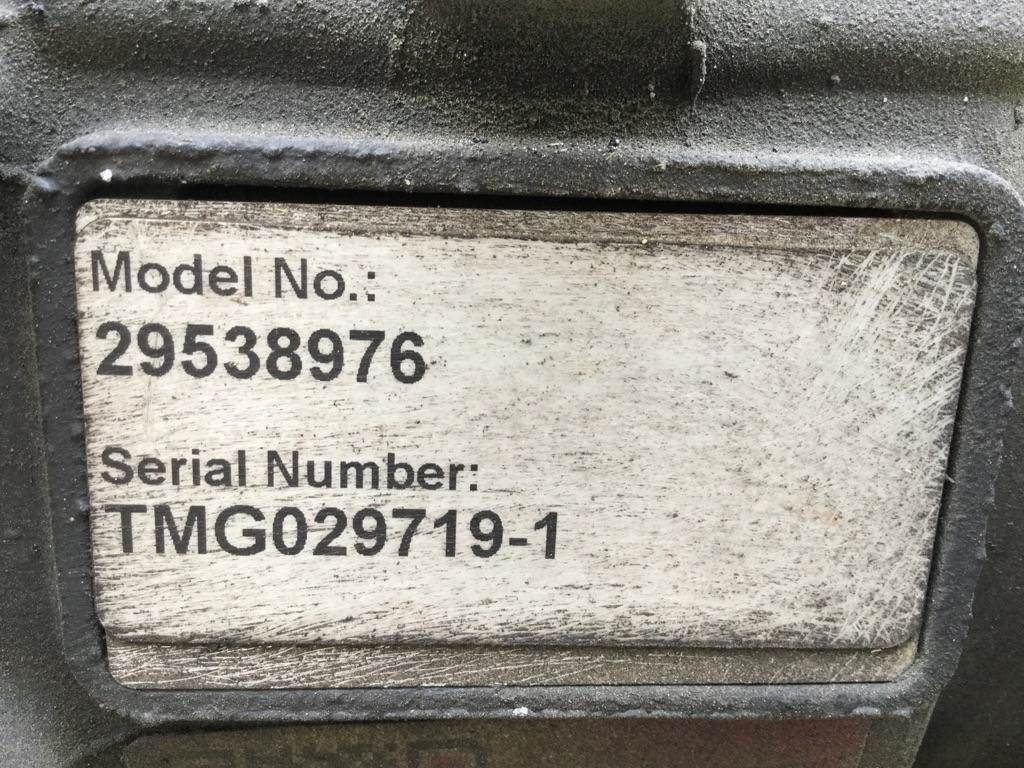 Model No.:
29538976
Serial Number:
TMG029719-1